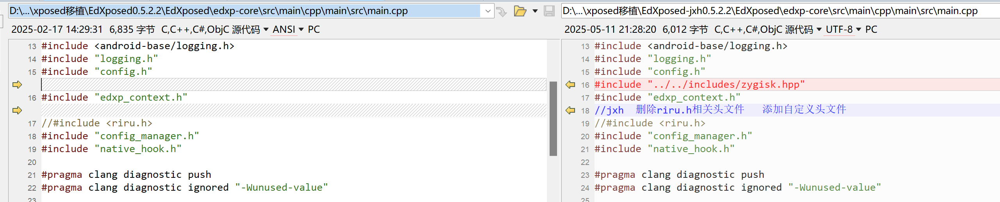 D:\...\xposed移植\EdXposed0.5.2.2\EdXposed\edxp-core\src\main\cpp\main\src\main.cpp
2025-02-17 14:29:31 6,835 字节 C,C++,C#,ObjC 源代码 ANSI PC
13 #include <android-base/logging.h>
14 #include "logging.h"
15 #include "config.h"
16 #include "edxp_context.h"
17 //#include <riru.h>
18 #include "config_manager.h"
19 #include "native_hook.h"
20
21 #pragma clang diagnostic push
22 #pragma clang diagnostic ignored "-Wunused-value"
23
D:\...\xposed移植\EdXposed-jxh0.5.2.2\EdXposed\edxp-core\src\main\cpp\main\src\main.cpp
2025-05-11 21:28:20 6,012 字节 C,C++,C#,ObjC 源代码 UTF-8 PC
13 #include <android-base/logging.h>
14 #include "logging.h"
15 #include "config.h"
16 #include "../../includes/zygisk.hpp"
17 #include "edxp_context.h"
18 //jxh 删除riru.h相关头文件 添加自定义头文件
19 //#include <riru.h>
20 #include "config_manager.h"
21 #include "native_hook.h"
22
23 #pragma clang diagnostic push
24 #pragma clang diagnostic ignored "-Wunused-value"
25